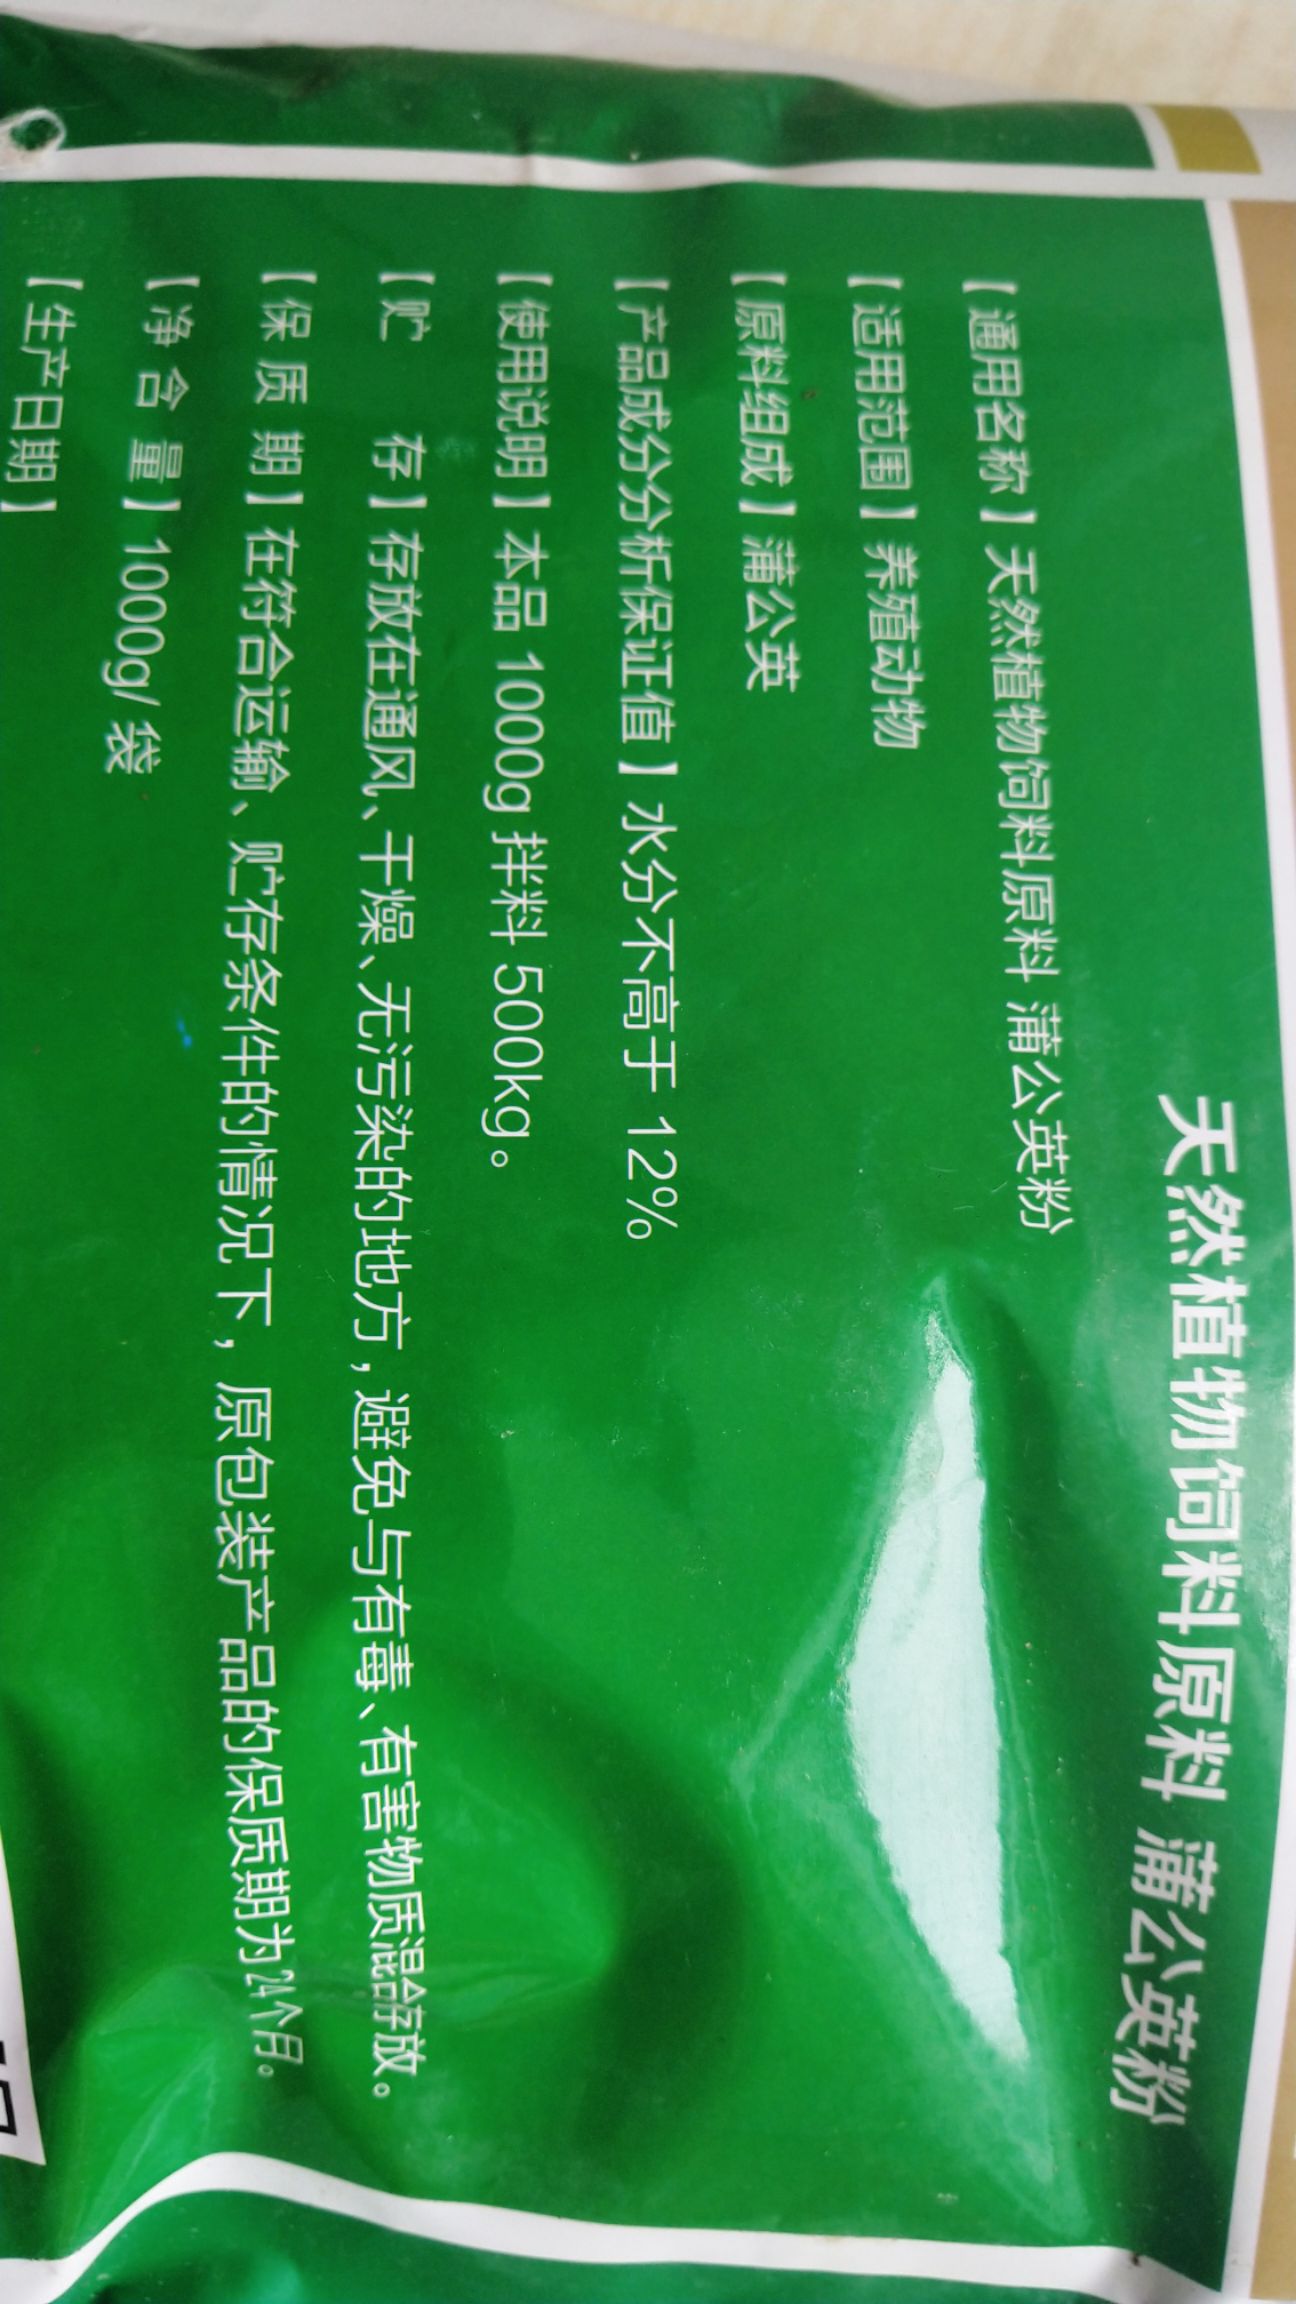 天然植物饲料原料 蒲公英粉
【通用名称】天然植物饲料原料 蒲公英粉
【适用范围】养殖动物
【原料组成】蒲公英
【产品成分分析保证值】水分不高于 12%
【使用说明】本品 1000g 拌料 500kg。
【贮 存】存放在通风、干燥、无污染的地方，避免与有毒、有害物质混合存放。
【保 质 期】在符合运输、贮存条件的情况下，原包装产品的保质期为24个月。
【净 含 量】1000g/ 袋
【生产日期】